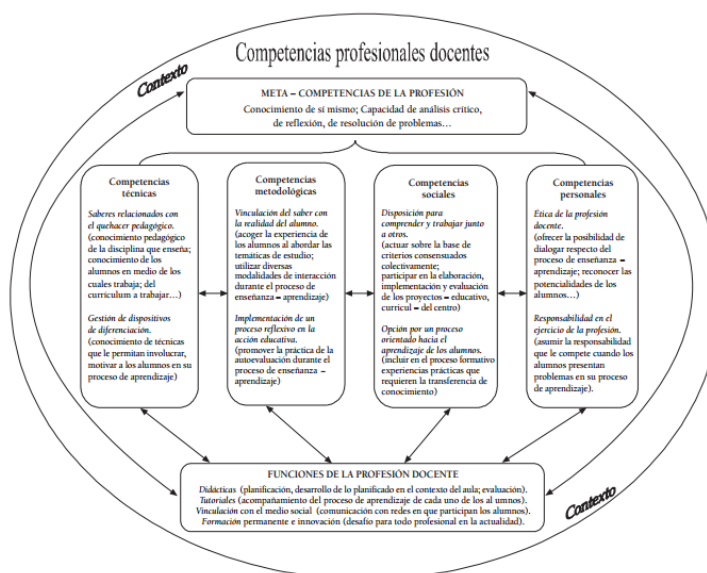 Competencias profesionales docentes
Contexto
META – COMPETENCIAS DE LA PROFESIÓN
Conocimiento de sí mismo; Capacidad de análisis crítico,
de reflexión, de resolución de problemas…
Competencias
técnicas
Saberes relacionados con
el quehacer pedagógico.
(conocimiento pedagógico
de la disciplina que enseña;
conocimiento de los
alumnos en medio de los
cuales trabaja; del
curriculum a trabajar…)
Gestión de dispositivos
de diferenciación.
(conocimiento de técnicas
que le permitan involucrar,
motivar a los alumnos en su
proceso de aprendizaje)
Competencias
metodológicas
Vinculación del saber con
la realidad del alumno.
(acoger la experiencia de
los alumnos al abordar las
temáticas de estudio;
utilizar diversas
modalidades de interacción
durante el proceso de
enseñanza – aprendizaje)
Implementación de
un proceso reflexivo en la
acción educativa.
(promover la práctica de la
autoevaluación durante el
proceso de enseñanza –
aprendizaje)
Competencias
sociales
Disposición para
comprender y trabajar junto
a otros.
(actuar sobre la base de
criterios consensuados
colectivamente;
participar en la elaboración,
implementación y evaluación
de los proyectos – educativo,
curricul – del centro)
Opción por un proceso
orientado hacia el
aprendizaje de los alumnos.
(incluir en el proceso formativo
experiencias prácticas que
requieren la transferencia de
conocimiento)
Competencias
personales
Etica de la profesión
docente.
(ofrecer la posibilidad de
dialogar respecto del
proceso de enseñanza –
aprendizaje; reconocer las
potencialidades de los
alumnos…)
Responsabilidad en el
ejercicio de la profesión.
(asumir la responsabilidad
que le compete cuando los
alumnos presentan
problemas en su proceso
de aprendizaje).
FUNCIONES DE LA PROFESIÓN DOCENTE
Didácticas (planificación, desarrollo de lo planificado en el contexto del aula; evaluación).
Tutoriales (acompañamiento del proceso de aprendizaje de cada uno de los al umnos).
Vinculación con el medio social (comunicación con redes en que participan los alumnos).
Formación permanente e innovación (desafío para todo profesional en la actualidad).
Contexto